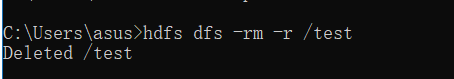 C:\Users\asus>hdfs dfs -rm -r /test
Deleted /test